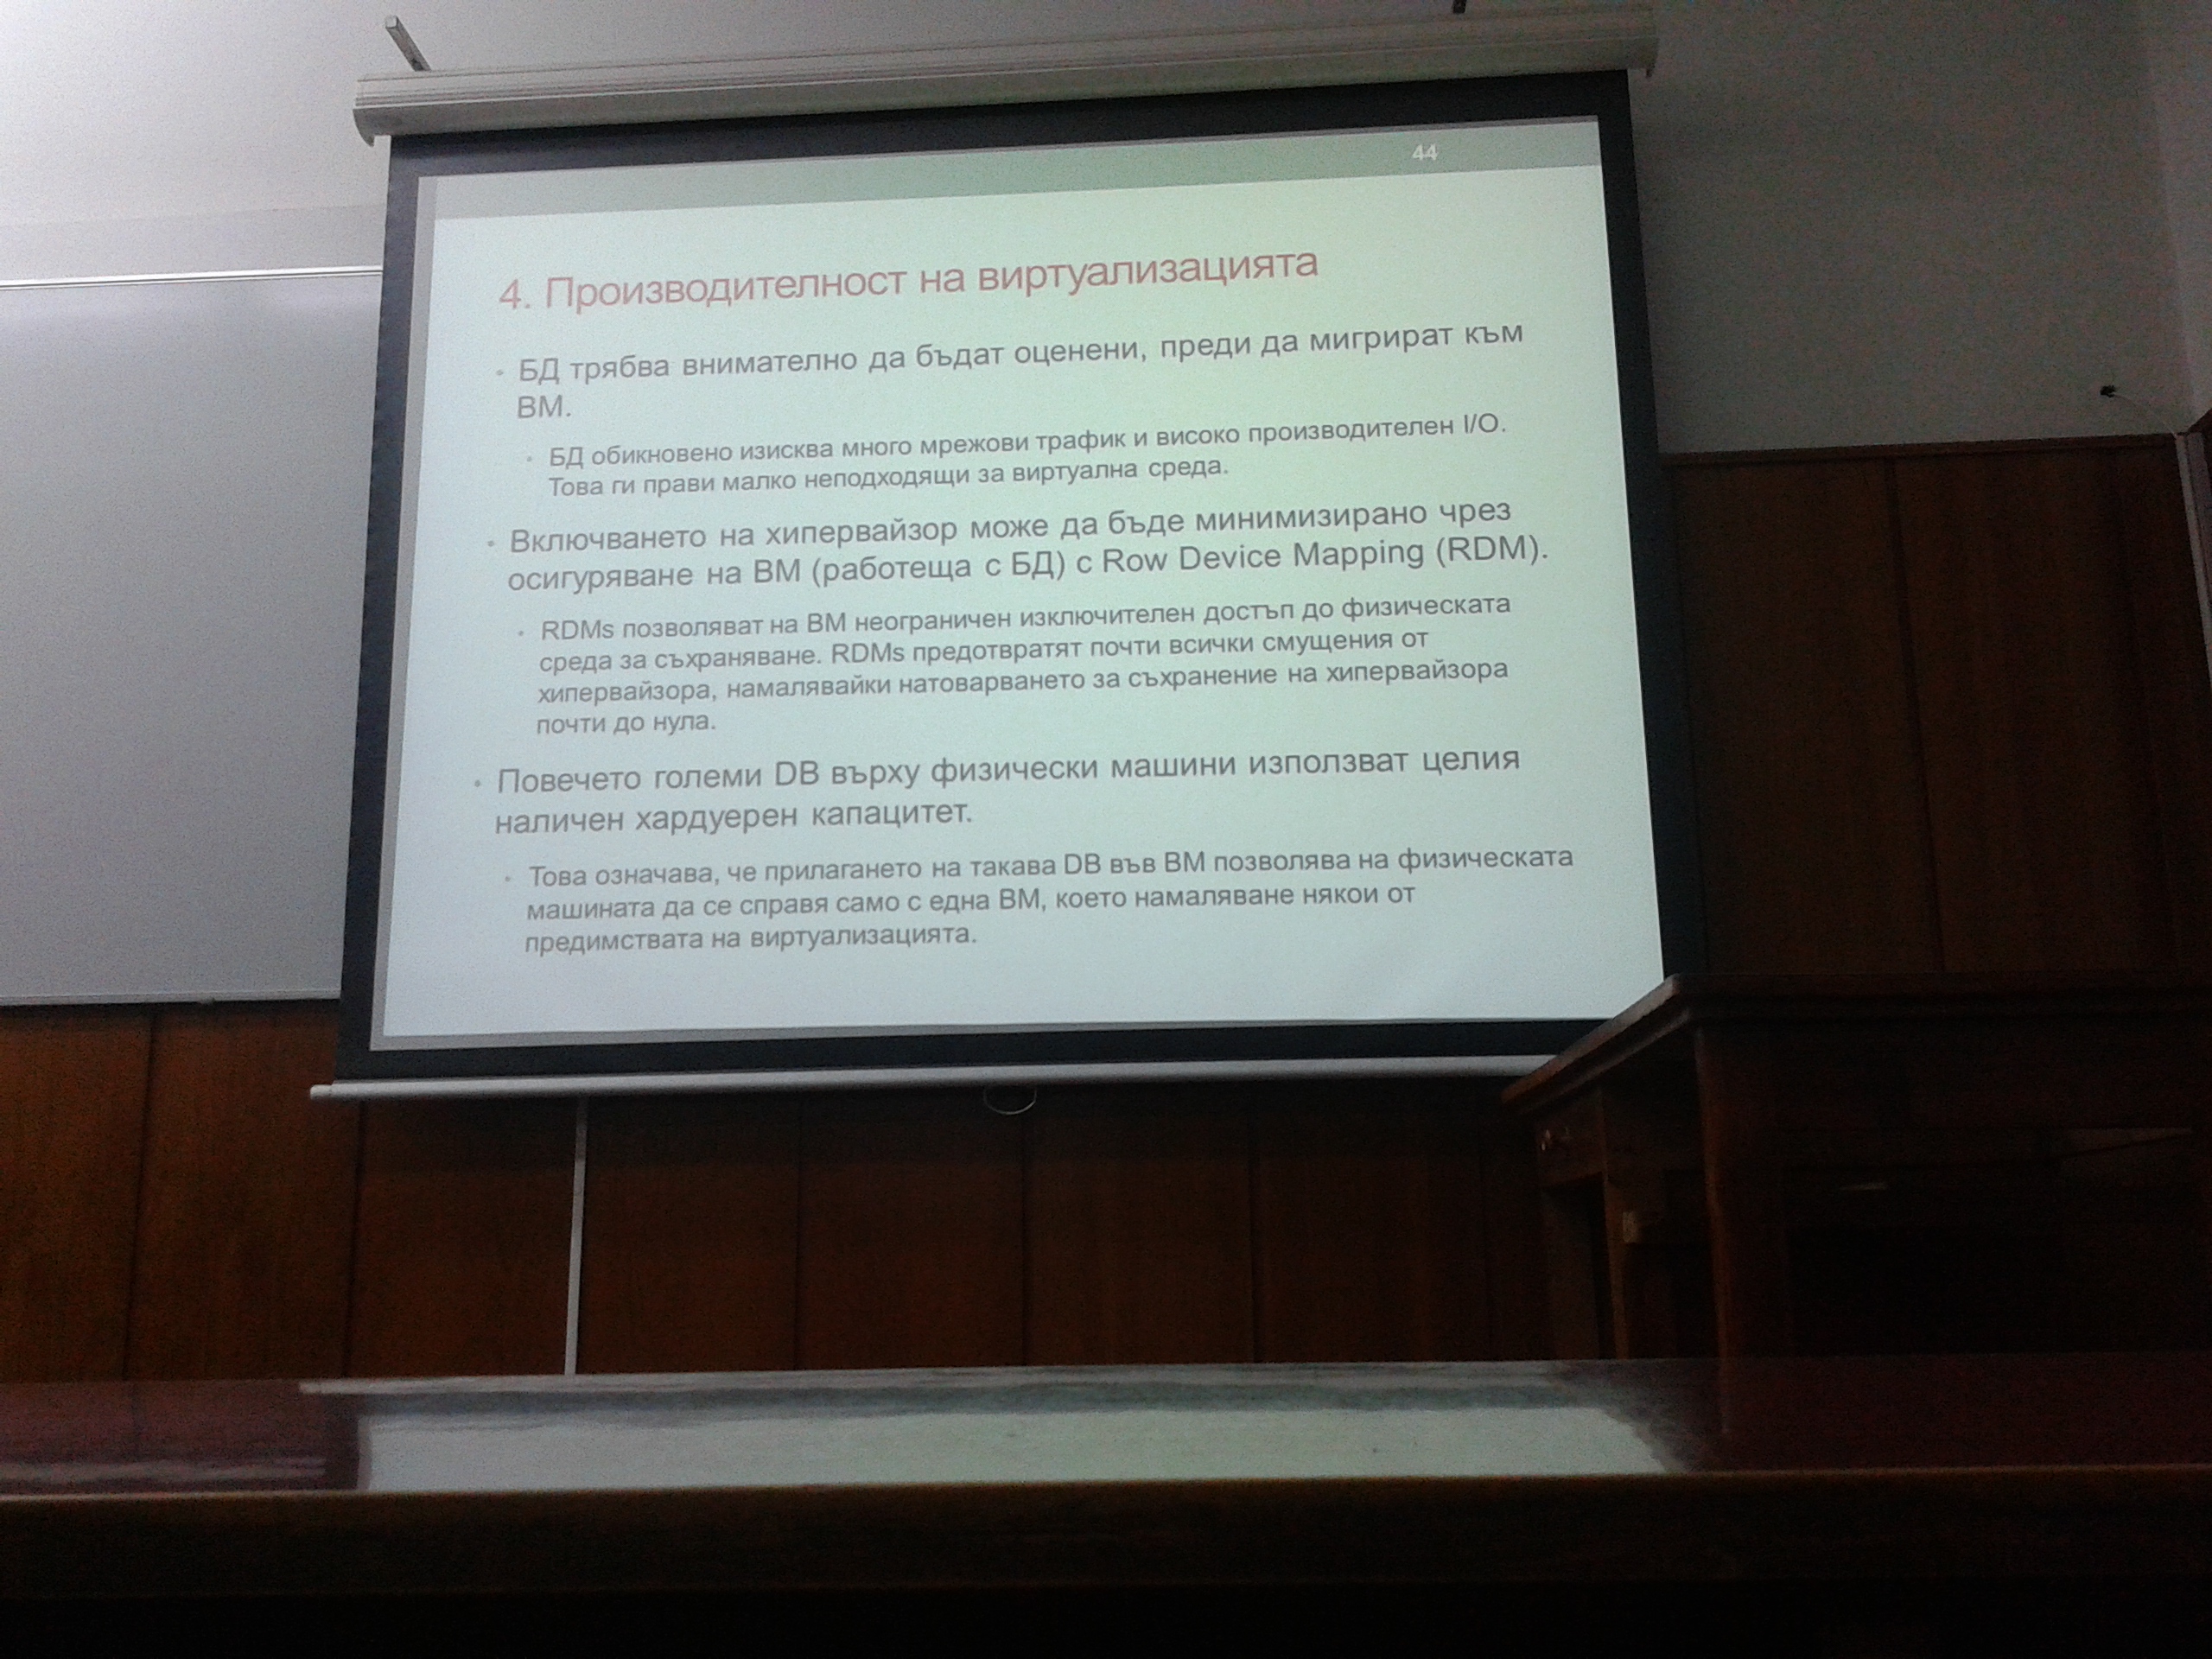 44
4. Производителност на виртуализацията
• БД трябва внимателно да бъдат оценени, преди да мигрират към
ВМ.
• БД обикновено изисква много мрежови трафик и високо производителен I/O.
Това ги прави малко неподходящи за виртуална среда.
• Включването на хипервайзор може да бъде минимизирано чрез
осигуряване на ВМ (работеща с БД) с Row Device Mapping (RDM).
• RDMs позволяват на ВМ неограничен изключителен достъп до физическата
среда за съхраняване. RDMs предотвратят почти всички смущения от
хипервайзора, намалявайки натоварването за съхранение на хипервайзора
почти до нула.
• Повечето големи DB върху физически машини използват целия
наличен хардуерен капацитет.
• Това означава, че прилагането на такава DB във ВМ позволява на физическата
машината да се справя само с една ВМ, което намаляване някои от
предимствата на виртуализацията.